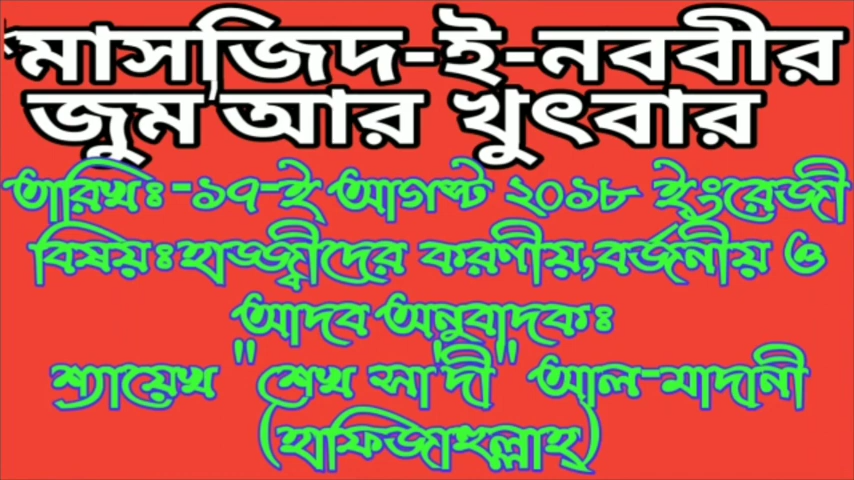 মাসজিদ-ই-নববীর
জুম'আর খুৎবার
তারিখঃ-১৭-ই আগস্ট ২০১৮ ইংরেজী
বিষয়ঃহাজ্জ্বীদের করণীয়,বর্জনীয় ও
আদব অনুবাদকঃ
শ্যায়েখ "শেখ সা'দী" আল-মাদানী
(হাফিজাহুল্লাহ্)